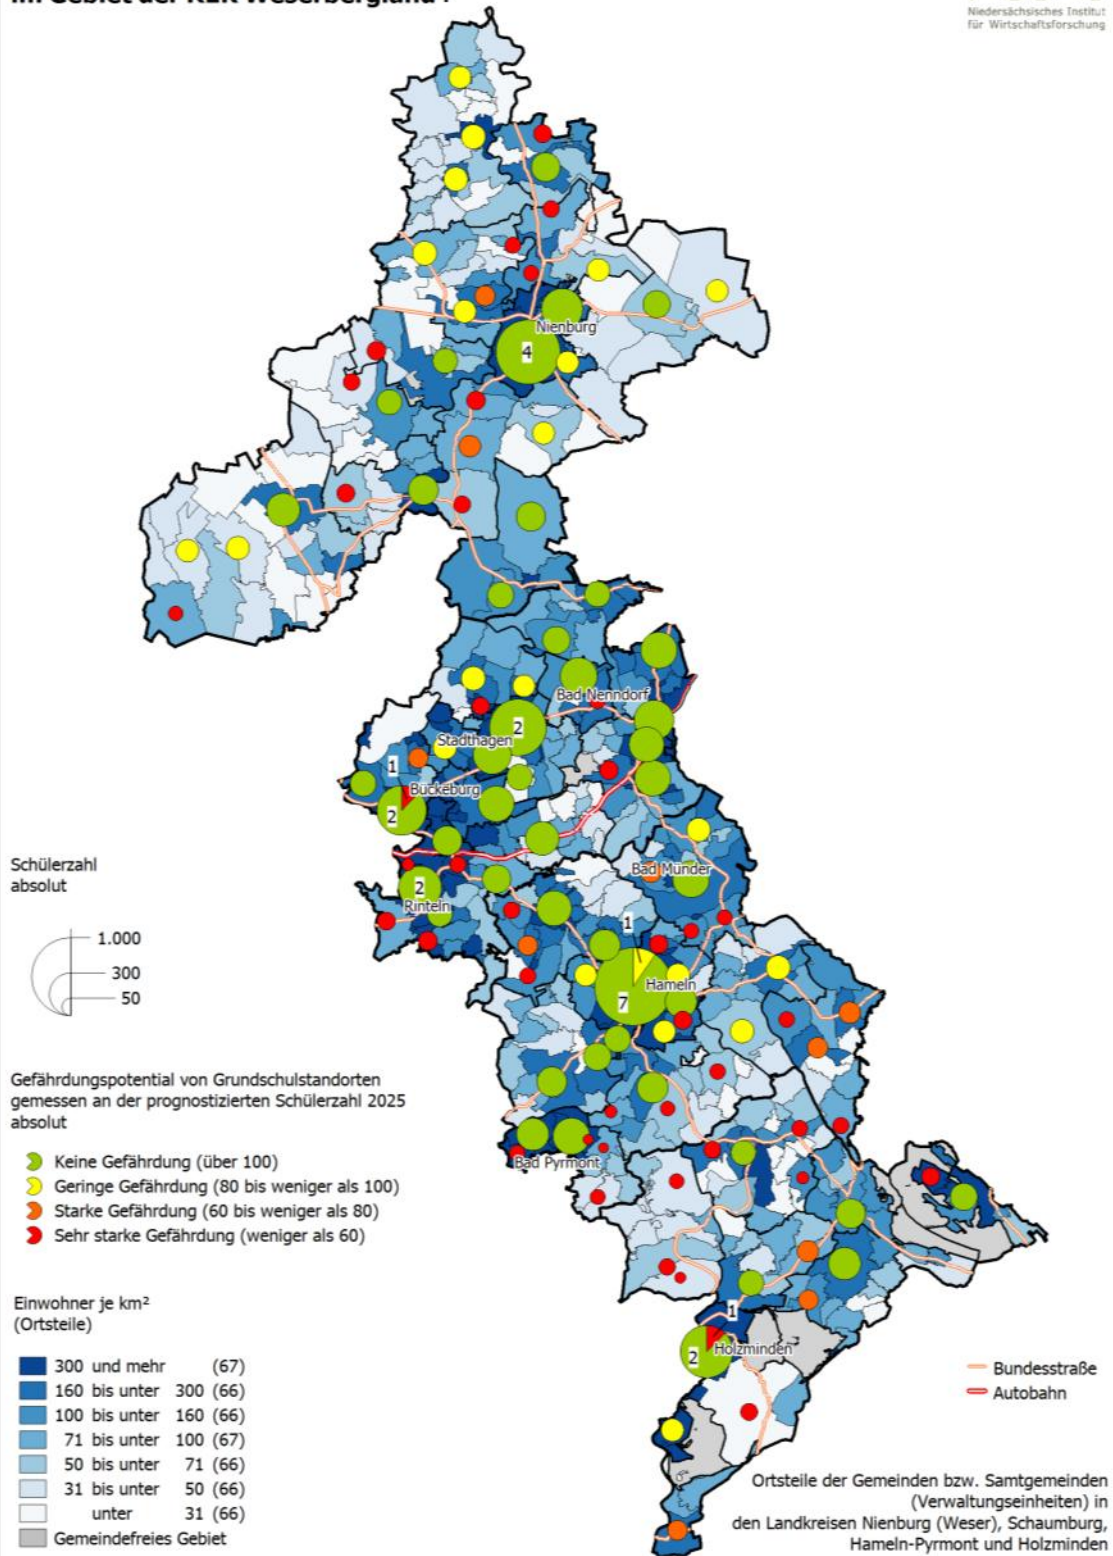 im Gebiet der REK Weserbergland+
Niedersächsisches Institut
für Wirtschaftsforschung
Nienburg
4
Bad Nenndorf
2
Stadthagen
1
Bückeburg
2
Bad Münder
2
Rinteln
1
Hameln
7
Bad Pyrmont
1
Holzminden
2
Schülerzahl
absolut
1.000
300
50
Gefährdungspotential von Grundschulstandorten
gemessen an der prognostizierten Schülerzahl 2025
absolut
Keine Gefährdung (über 100)
Geringe Gefährdung (80 bis weniger als 100)
Starke Gefährdung (60 bis weniger als 80)
Sehr starke Gefährdung (weniger als 60)
Einwohner je km²
(Ortsteile)
300 und mehr (67)
160 bis unter 300 (66)
100 bis unter 160 (66)
71 bis unter 100 (67)
50 bis unter 71 (66)
31 bis unter 50 (66)
unter 31 (66)
Gemeindefreies Gebiet
Bundesstraße
Autobahn
Ortsteile der Gemeinden bzw. Samtgemeinden
(Verwaltungseinheiten) in
den Landkreisen Nienburg (Weser), Schaumburg,
Hameln-Pyrmont und Holzminden